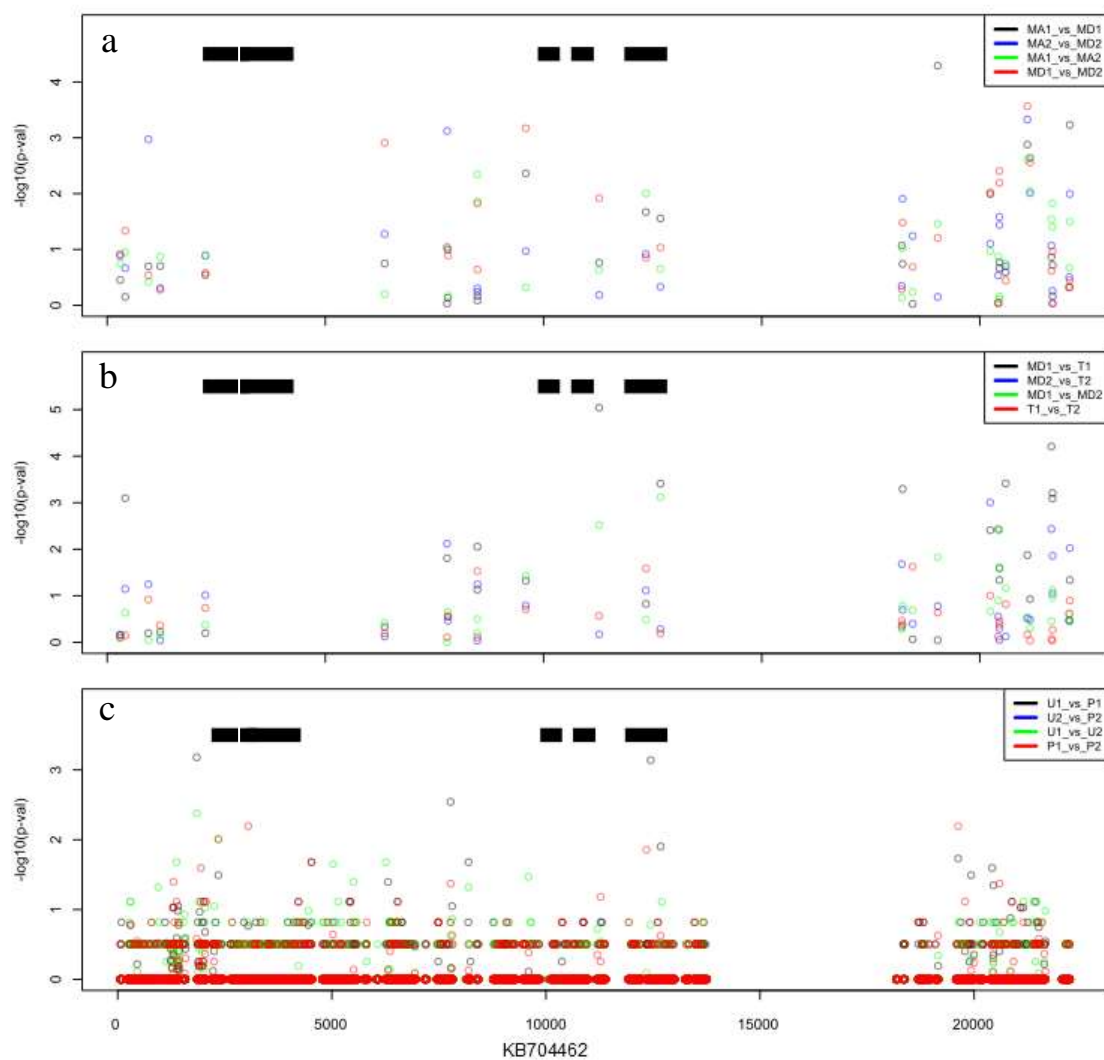 a
MA1_vs_MD1
MA2_vs_MD2
MA1_vs_MA2
MD1_vs_MD2
-log10(p-val)
4
3
2
1
0
b
MD1_vs_T1
MD2_vs_T2
MD1_vs_MD2
T1_vs_T2
-log10(p-val)
5
4
3
2
1
0
c
U1_vs_P1
U2_vs_P2
U1_vs_U2
P1_vs_P2
-log10(p-val)
3
2
1
0
0 5000 10000 15000 20000
KB704462